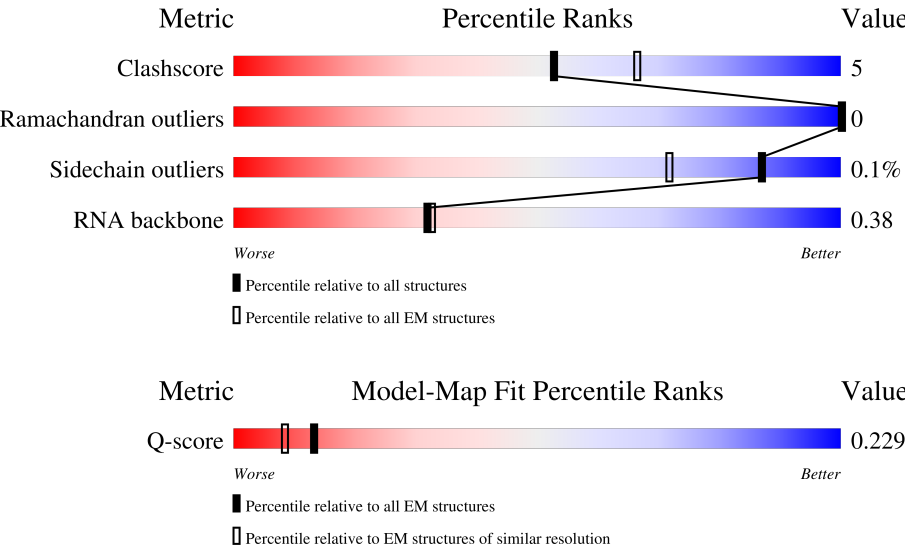 Metric Percentile Ranks Value
Clashscore 5
Ramachandran outliers 0
Sidechain outliers 0.1%
RNA backbone 0.38
Worse Better
Percentile relative to all structures
Percentile relative to all EM structures
Metric Model-Map Fit Percentile Ranks Value
Q-score 0.229
Worse Better
Percentile relative to all EM structures
Percentile relative to EM structures of similar resolution